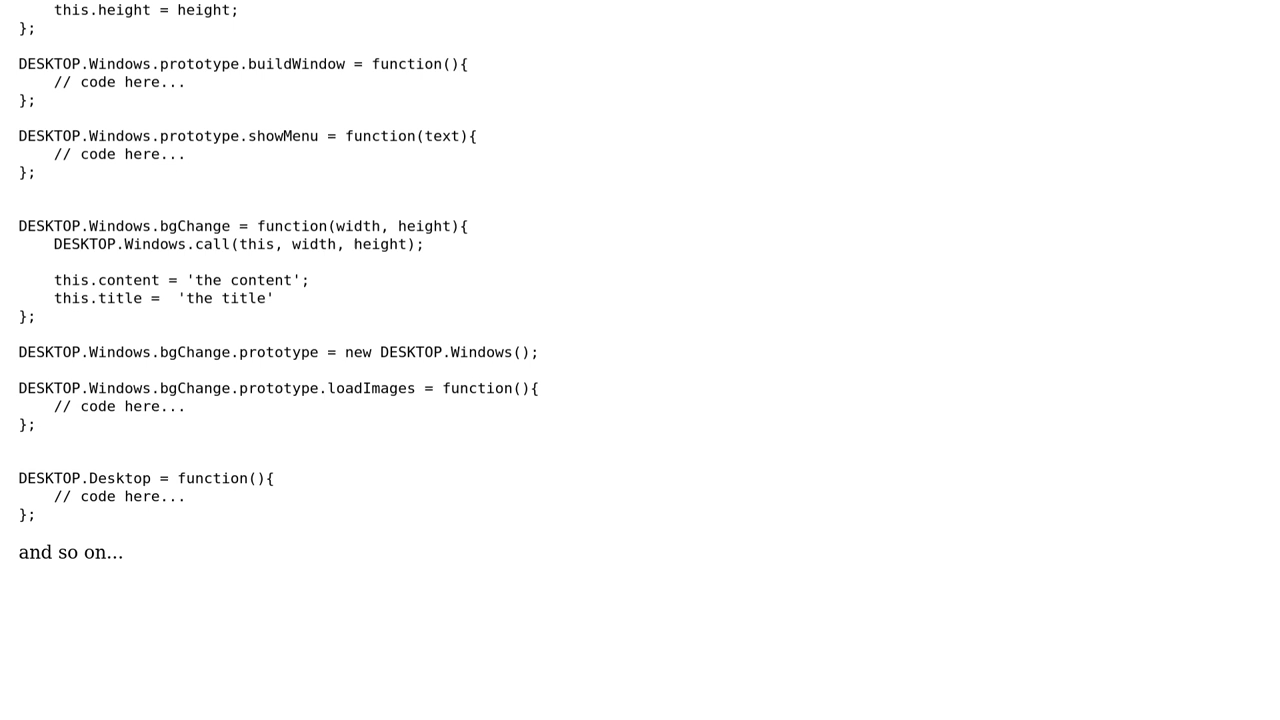 this.height = height;
};
DESKTOP.Windows.prototype.buildWindow = function(){
    // code here...
};
DESKTOP.Windows.prototype.showMenu = function(text){
    // code here...
};
DESKTOP.Windows.bgChange = function(width, height){
    DESKTOP.Windows.call(this, width, height);
    this.content = 'the content';
    this.title =  'the title'
};
DESKTOP.Windows.bgChange.prototype = new DESKTOP.Windows();
DESKTOP.Windows.bgChange.prototype.loadImages = function(){
    // code here...
};
DESKTOP.Desktop = function(){
    // code here...
};
and so on...